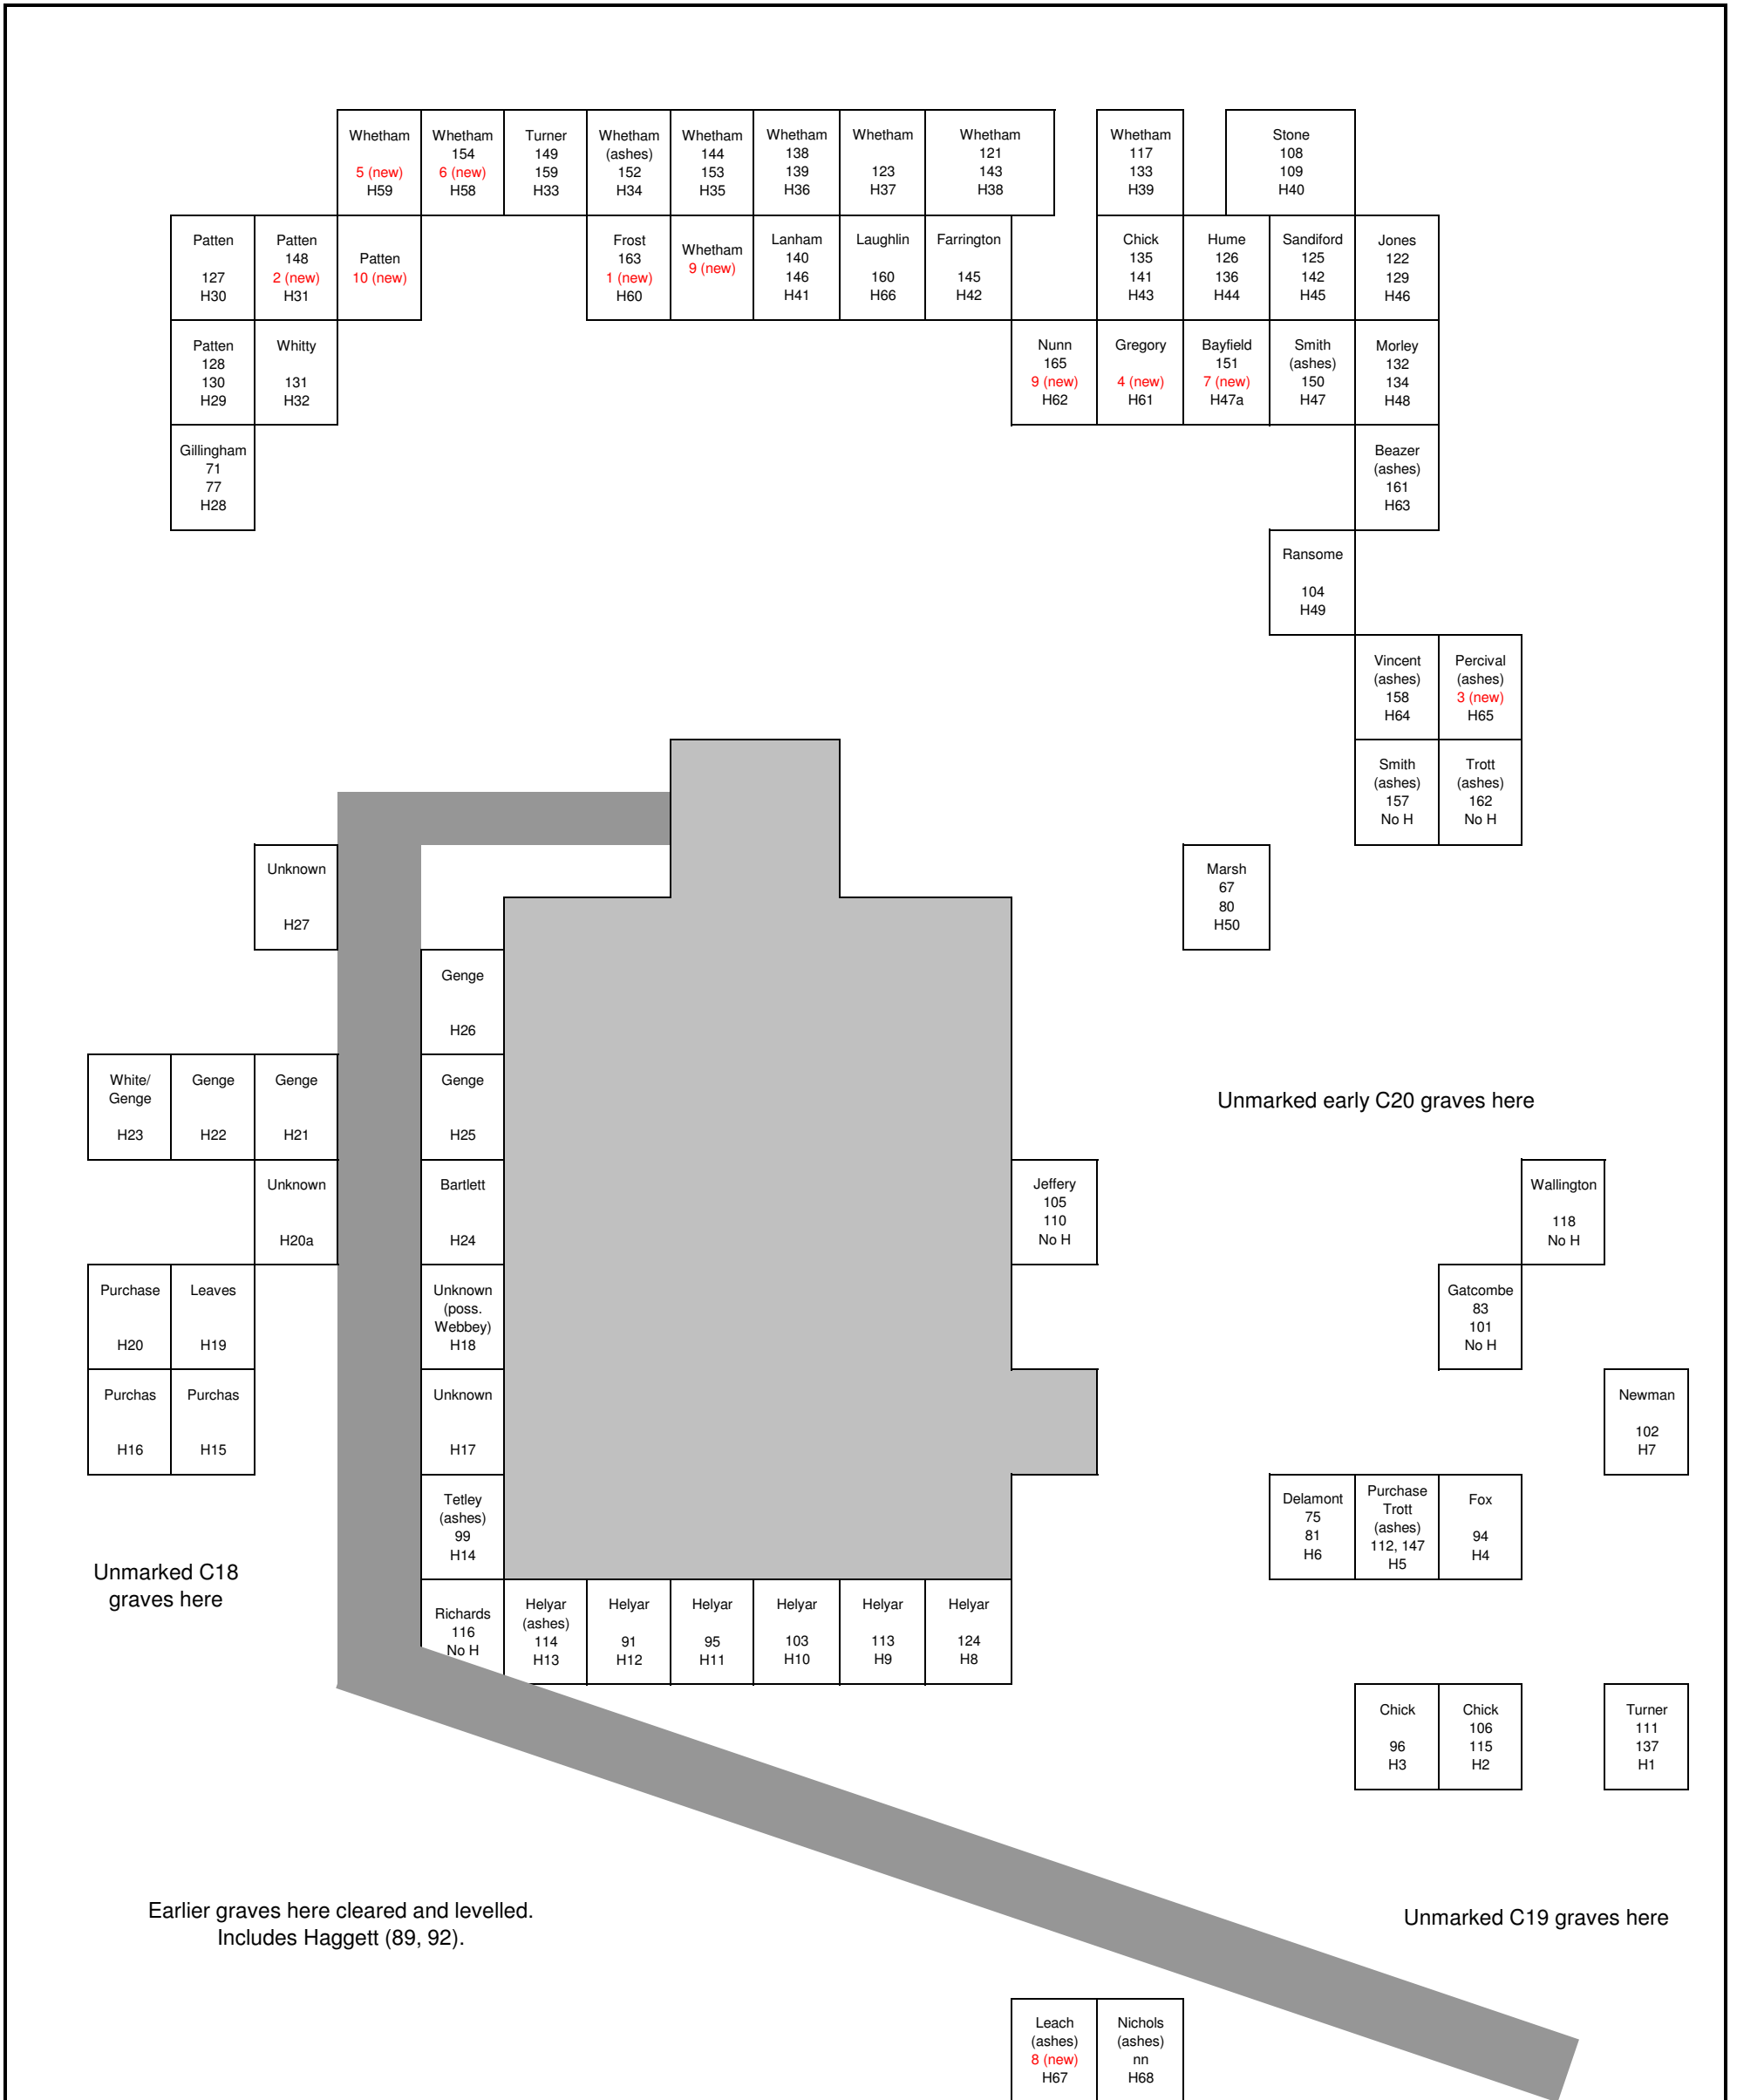 Whetham
5 (new)
H59
Whetham
154
6 (new)
H58
Turner
149
159
H33
Whetham
(ashes)
152
H34
Whetham
144
153
H35
Whetham
138
139
H36
Whetham
123
H37
Whetham
121
143
H38
Whetham
117
133
H39
Stone
108
109
H40
Patten
127
H30
Patten
148
2 (new)
H31
Patten
10 (new)
Frost
163
1 (new)
H60
Whetham
9 (new)
Lanham
140
146
H41
Laughlin
160
H66
Farrington
145
H42
Chick
135
141
H43
Hume
126
136
H44
Sandiford
125
142
H45
Jones
122
129
H46
Patten
128
130
H29
Whitty
131
H32
Nunn
165
9 (new)
H62
Gregory
4 (new)
H61
Bayfield
151
7 (new)
H47a
Smith
(ashes)
150
H47
Morley
132
134
H48
Gillingham
71
77
H28
Beazer
(ashes)
161
H63
Ransome
104
H49
Vincent
(ashes)
158
H64
Percival
(ashes)
3 (new)
H65
Smith
(ashes)
157
No H
Trott
(ashes)
162
No H
Unknown
H27
Marsh
67
80
H50
Genge
H26
White/
Genge
H23
Genge
H22
Genge
H21
Genge
H25
Unmarked early C20 graves here
Unknown
H20a
Bartlett
H24
Jeffery
105
110
No H
Wallington
118
No H
Purchase
H20
Leaves
H19
Unknown
(poss.
Webbey)
H18
Gatcombe
83
101
No H
Purchas
H16
Purchas
H15
Unknown
H17
Newman
102
H7
Tetley
(ashes)
99
H14
Delamont
75
81
H6
Purchase
Trott
(ashes)
112, 147
H5
Fox
94
H4
Unmarked C18
graves here
Richards
116
No H
Helyar
(ashes)
114
H13
Helyar
91
H12
Helyar
95
H11
Helyar
103
H10
Helyar
113
H9
Helyar
124
H8
Chick
96
H3
Chick
106
115
H2
Turner
111
137
H1
Earlier graves here cleared and levelled.
Includes Haggett (89, 92).
Unmarked C19 graves here
Leach
(ashes)
8 (new)
H67
Nichols
(ashes)
nn
H68